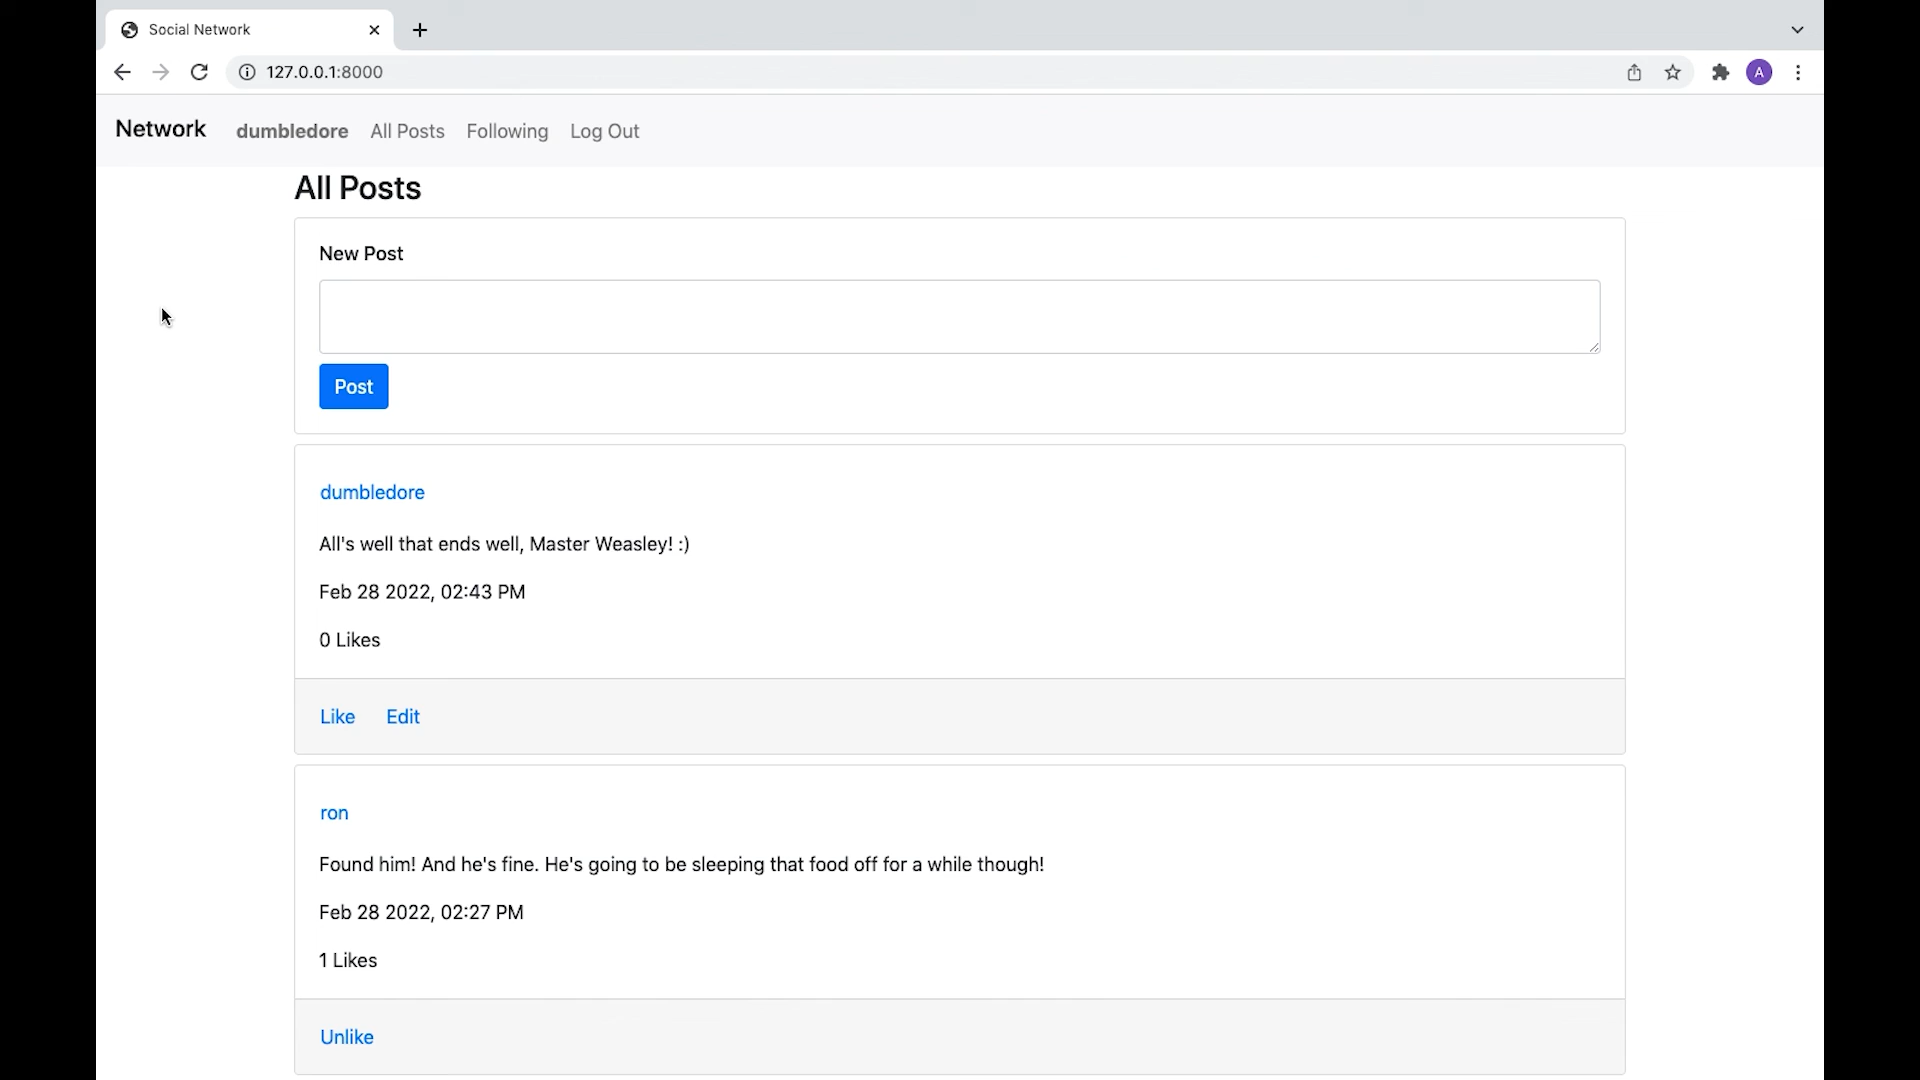 Social Network
127.0.0.1:8000
A
Network dumbledore All Posts Following Log Out
All Posts
New Post
Post
dumbledore
All's well that ends well, Master Weasley! :)
Feb 28 2022, 02:43 PM
0 Likes
Like Edit
ron
Found him! And he's fine. He's going to be sleeping that food off for a while though!
Feb 28 2022, 02:27 PM
1 Likes
Unlike